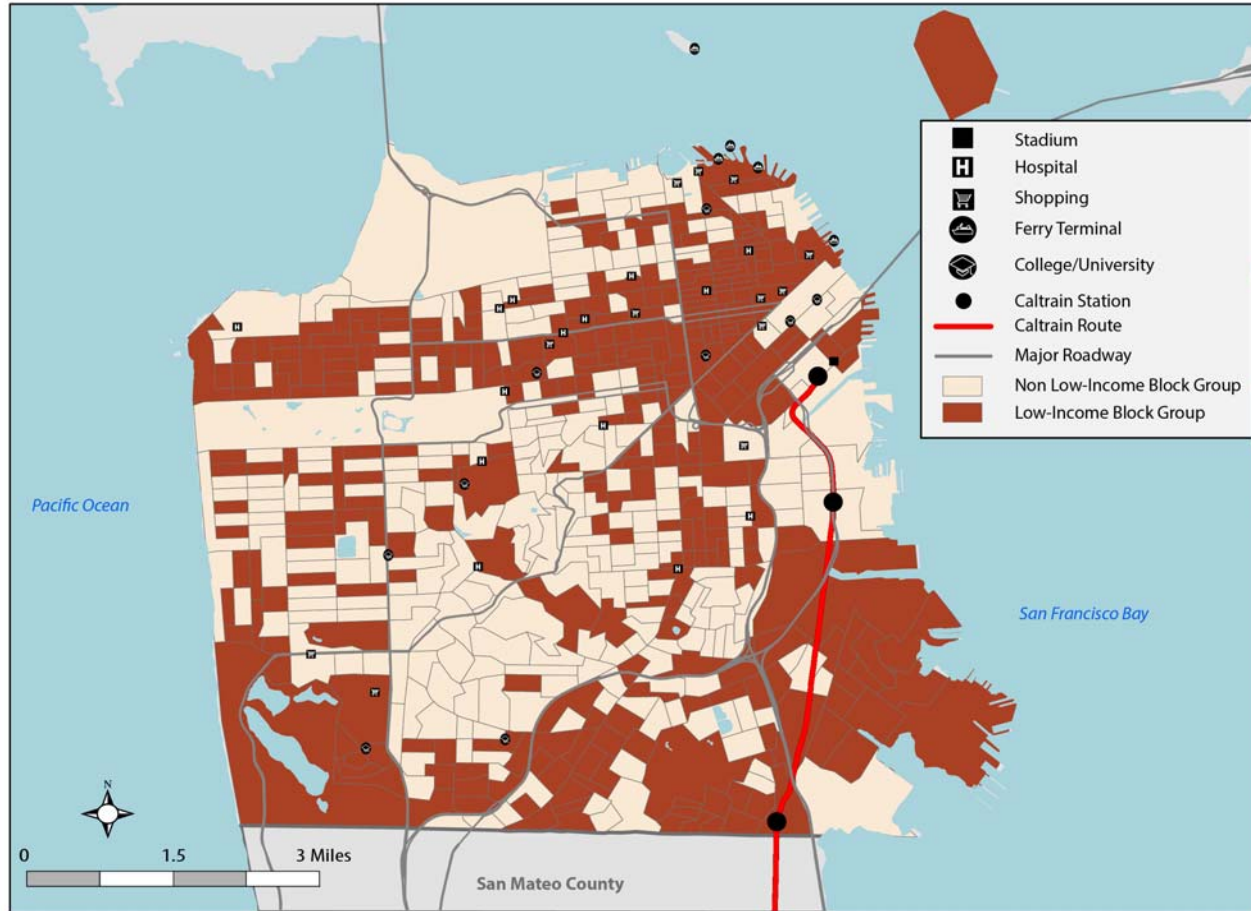 Stadium
Hospital
Shopping
Ferry Terminal
College/University
Caltrain Station
Caltrain Route
Major Roadway
Non Low-Income Block Group
Low-Income Block Group
Pacific Ocean
San Francisco Bay
N
0 1.5 3 Miles
San Mateo County